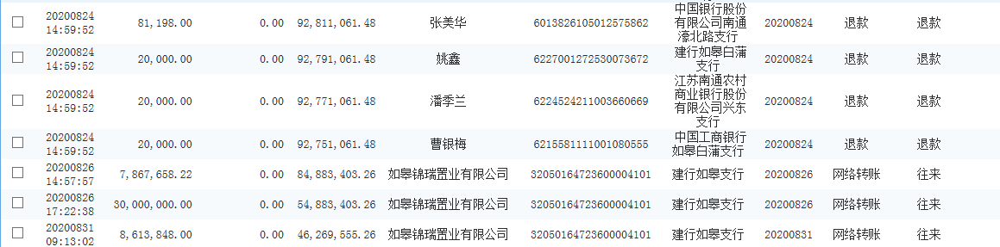 20200824 14:59:52 81,198.00 0.00 92,811,061.48 张美华 6013826105012575862 中国银行股份有限公司南通濠北路支行 20200824 退款 退款
20200824 14:59:52 20,000.00 0.00 92,791,061.48 姚鑫 6227001272530073672 建行如皋白蒲支行 20200824 退款 退款
20200824 14:59:52 20,000.00 0.00 92,771,061.48 潘季兰 6224524211003660669 江苏南通农村商业银行股份有限公司兴东支行 20200824 退款 退款
20200824 14:59:52 20,000.00 0.00 92,751,061.48 曹银梅 6215581111001080555 中国工商银行如皋白蒲支行 20200824 退款 退款
20200826 14:57:57 7,867,658.22 0.00 84,883,403.26 如皋锦瑞置业有限公司 32050164723600004101 建行如皋支行 20200826 网络转账 往来
20200826 17:22:38 30,000,000.00 0.00 54,883,403.26 如皋锦瑞置业有限公司 32050164723600004101 建行如皋支行 20200826 网络转账 往来
20200831 09:13:02 8,613,848.00 0.00 46,269,555.26 如皋锦瑞置业有限公司 32050164723600004101 建行如皋支行 20200831 网络转账 往来